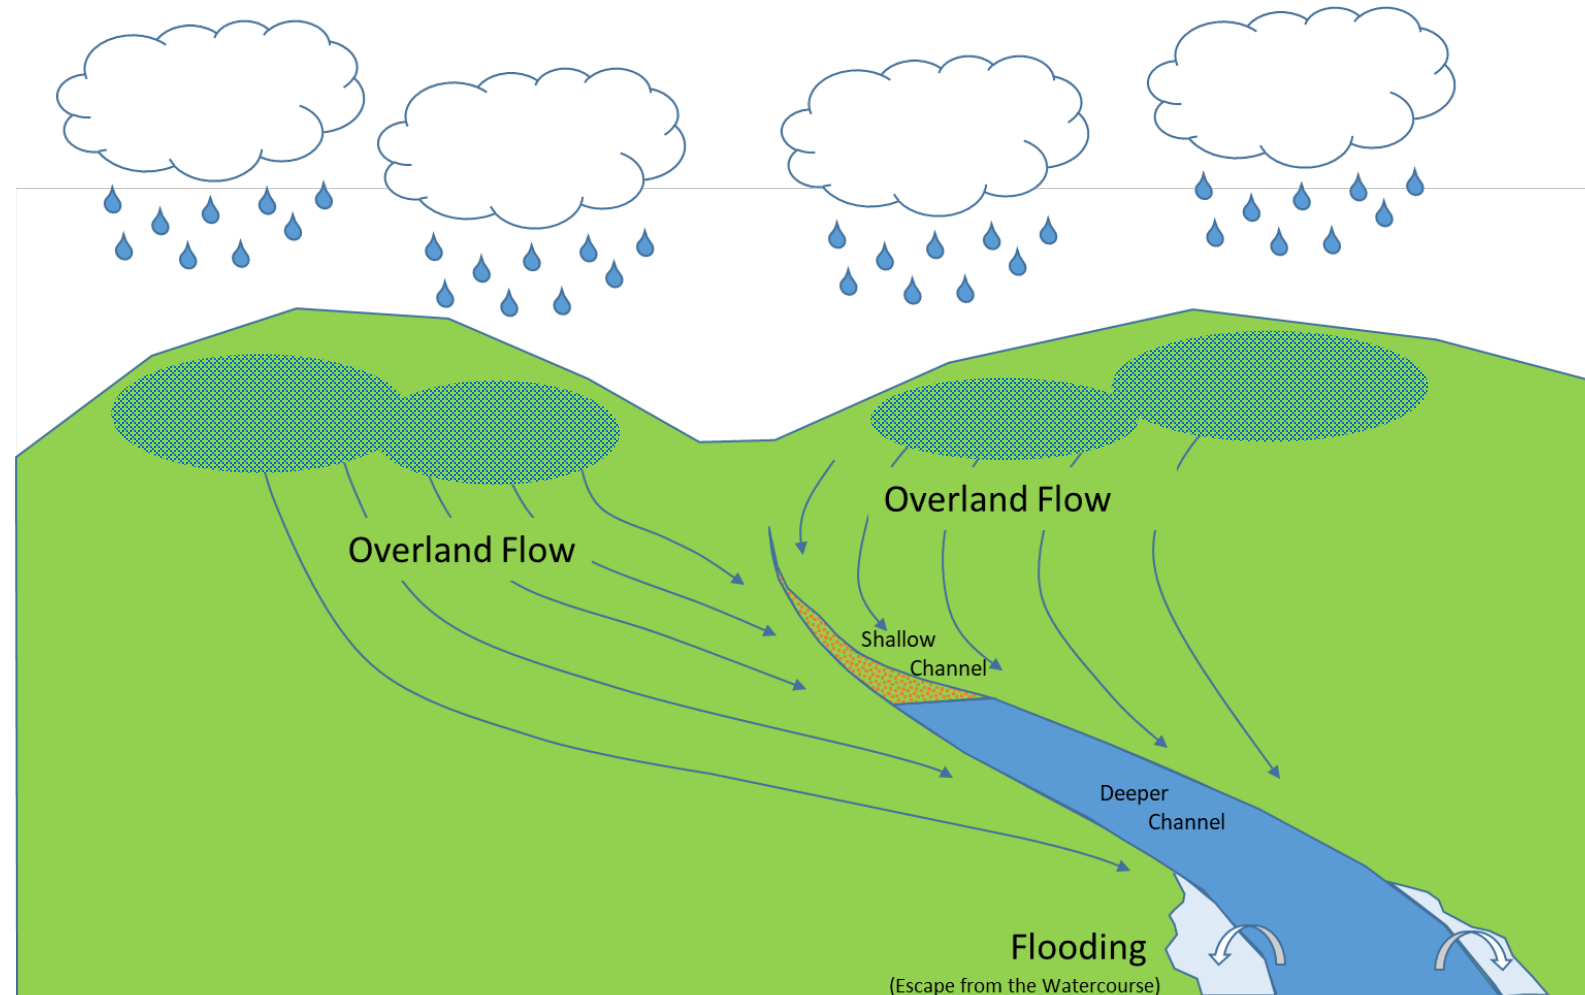 Overland Flow
Overland Flow
Shallow
Channel
Deeper
Channel
Flooding
(Escape from the Watercourse)